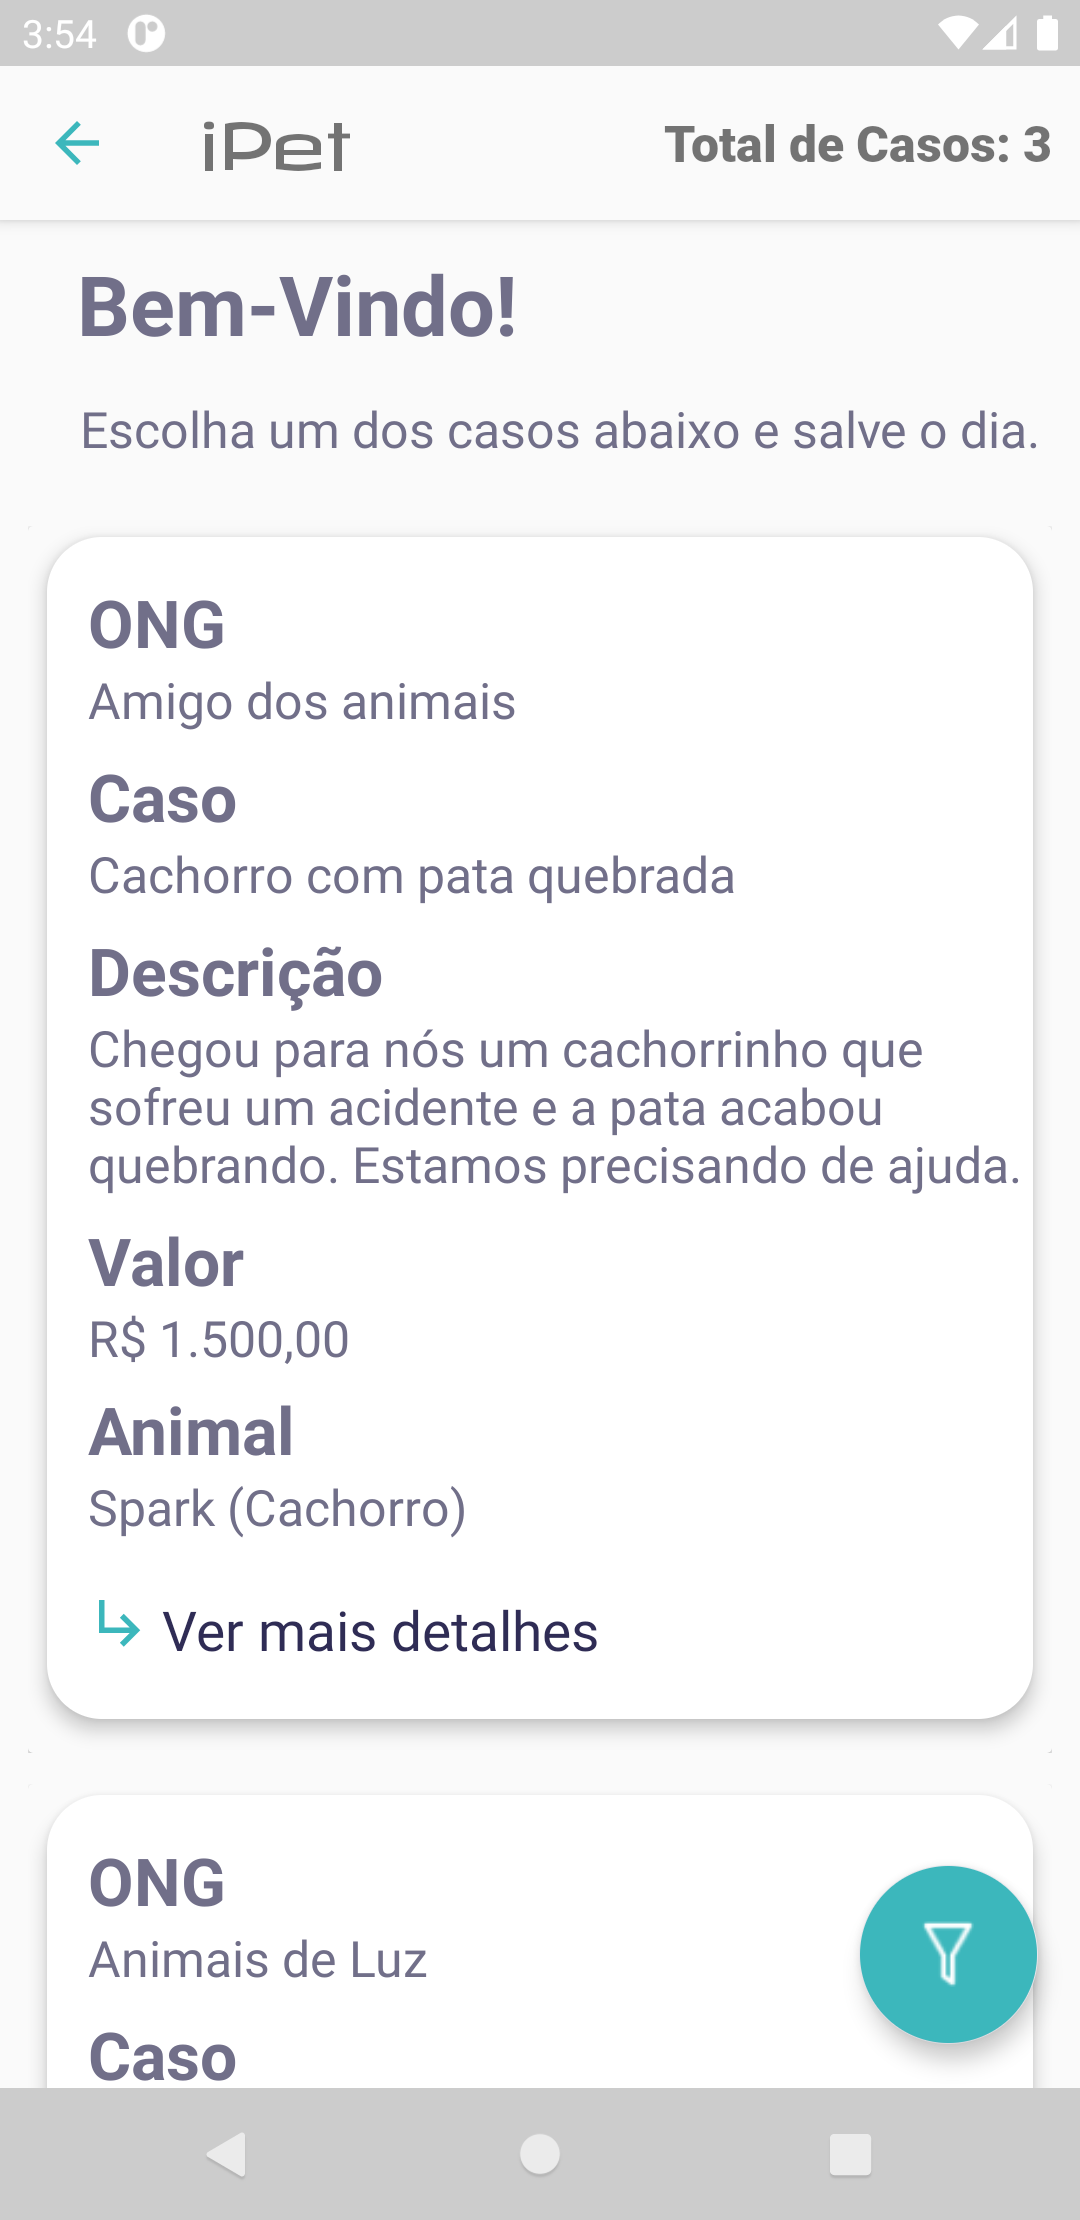 3:54
iPet
Total de Casos: 3
Bem-Vindo!
Escolha um dos casos abaixo e salve o dia.
ONG
Amigo dos animais
Caso
Cachorro com pata quebrada
Descrição
Chegou para nós um cachorrinho que
sofreu um acidente e a pata acabou
quebrando. Estamos precisando de ajuda.
Valor
R$ 1.500,00
Animal
Spark (Cachorro)
Ver mais detalhes
ONG
Animais de Luz
Caso